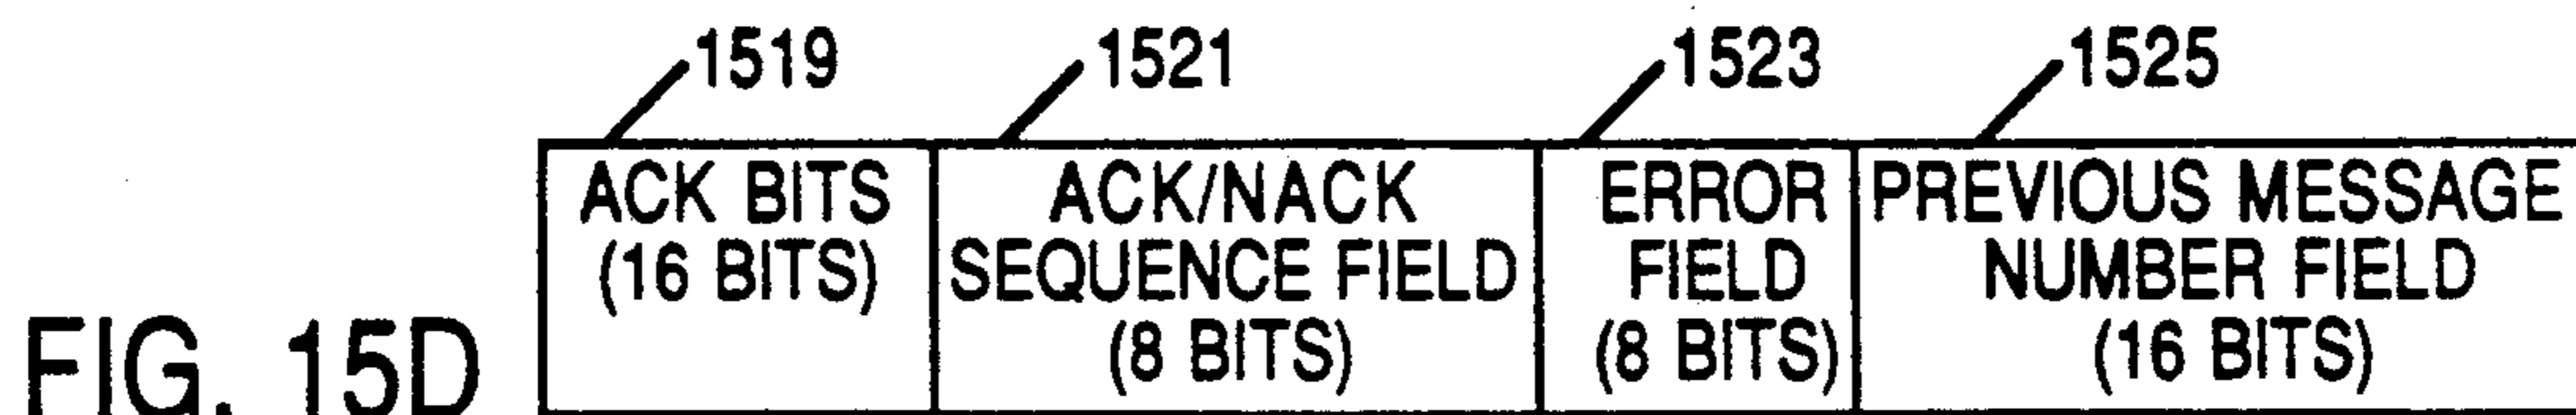 1519 1521 1523 1525
ACK BITS
(16 BITS)
ACK/NACK
SEQUENCE FIELD
(8 BITS)
ERROR
FIELD
(8 BITS)
PREVIOUS MESSAGE
NUMBER FIELD
(16 BITS)
FIG. 15D